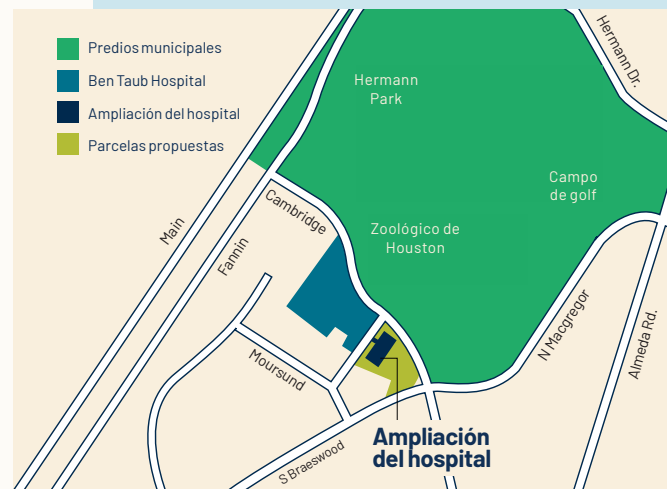 Predios municipales
Ben Taub Hospital
Ampliación del hospital
Parcelas propuestas
Hermann Dr.
Hermann
Park
Campo
de golf
Cambridge
Main
Fannin
Zoológico de
Houston
N Macgregor
Almeda Rd.
Moursund
S Braeswood
Ampliación
del hospital